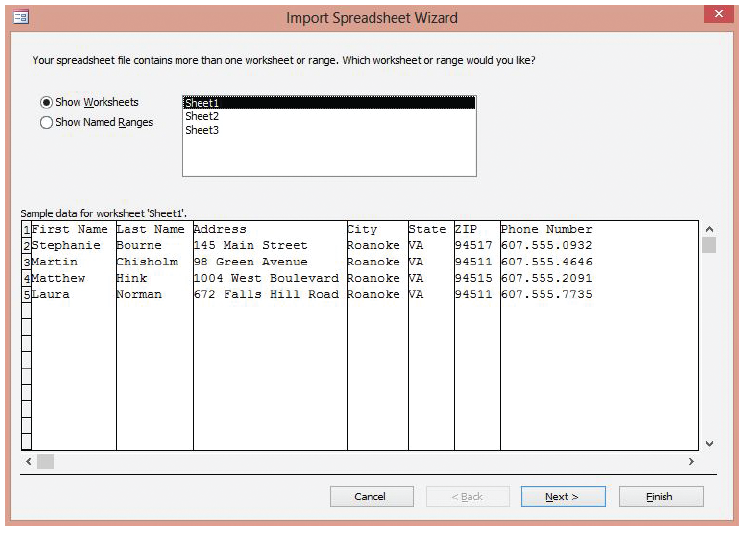 Import Spreadsheet Wizard
Your spreadsheet file contains more than one worksheet or range. Which worksheet or range would you like?
Show Worksheets
Show Named Ranges
Sheet1
Sheet2
Sheet3
Sample data for worksheet 'Sheet1'.
1 First Name Last Name Address City State ZIP Phone Number
2 Stephanie Bourne 145 Main Street Roanoke VA 94517 607.555.0932
3 Martin Chisholm 98 Green Avenue Roanoke VA 94511 607.555.4646
4 Matthew Hink 1004 West Boulevard Roanoke VA 94515 607.555.2091
5 Laura Norman 672 Falls Hill Road Roanoke VA 94511 607.555.7735
Cancel < Back Next > Finish